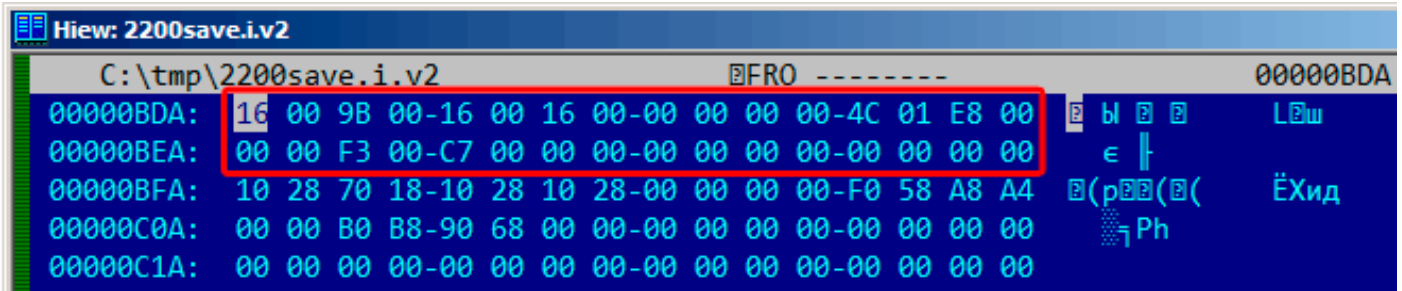 Hiew: 2200save.i.v2
C:\tmp\2200save.i.v2 FRO -------- 00000BDA
00000BDA: 16 00 9B 00-16 00 16 00-00 00 00 00-4C 01 E8 00 Ы L ш
00000BEA: 00 00 F3 00-C7 00 00 00-00 00 00 00-00 00 00 00 є ╟
00000BFA: 10 28 70 18-10 28 10 28-00 00 00 00-F0 58 A8 A4 (p ( ( ЁXид
00000C0A: 00 00 B0 B8-90 68 00 00-00 00 00 00-00 00 00 00 ░╕Рh
00000C1A: 00 00 00 00-00 00 00 00-00 00 00 00-00 00 00 00